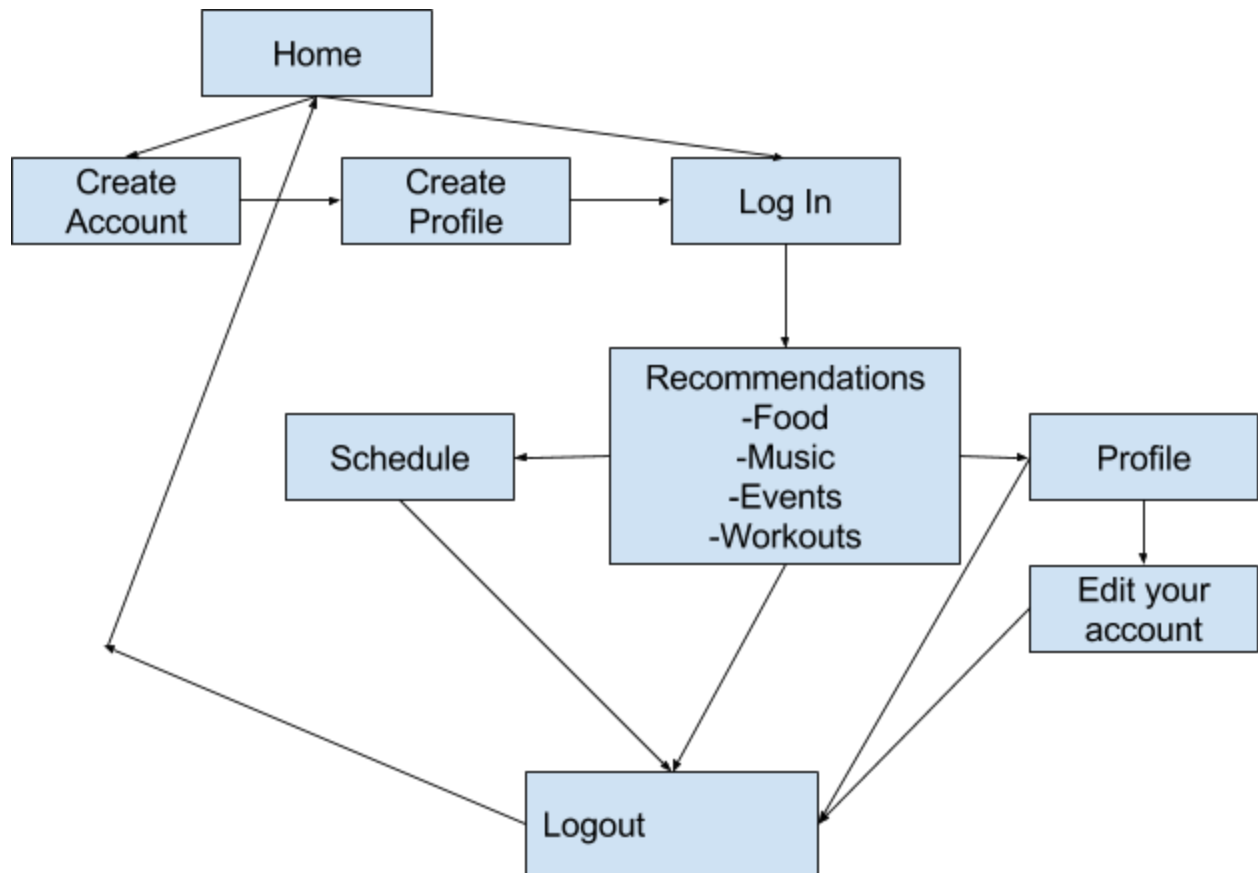 Home
Create
Account
Create
Profile
Log In
Recommendations
-Food
-Music
-Events
-Workouts
Schedule
Profile
Edit your
account
Logout